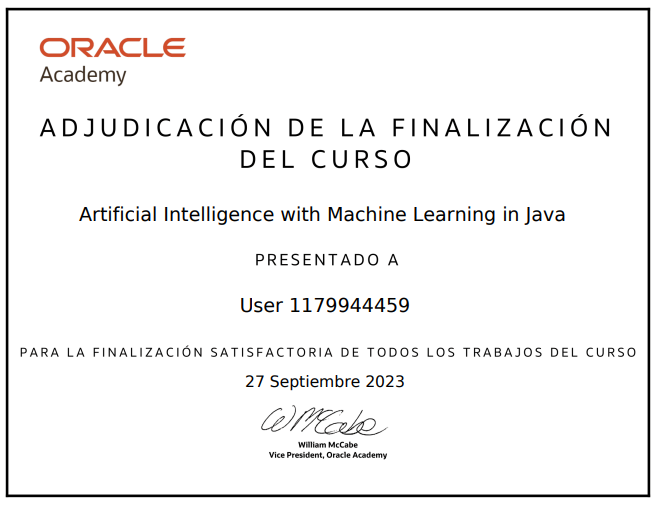 ORACLE
Academy
ADJUDICACIÓN DE LA FINALIZACIÓN
DEL CURSO
Artificial Intelligence with Machine Learning in Java
PRESENTADO A
User 1179944459
PARA LA FINALIZACIÓN SATISFACTORIA DE TODOS LOS TRABAJOS DEL CURSO
27 Septiembre 2023
WMcCabe
William McCabe
Vice President, Oracle Academy